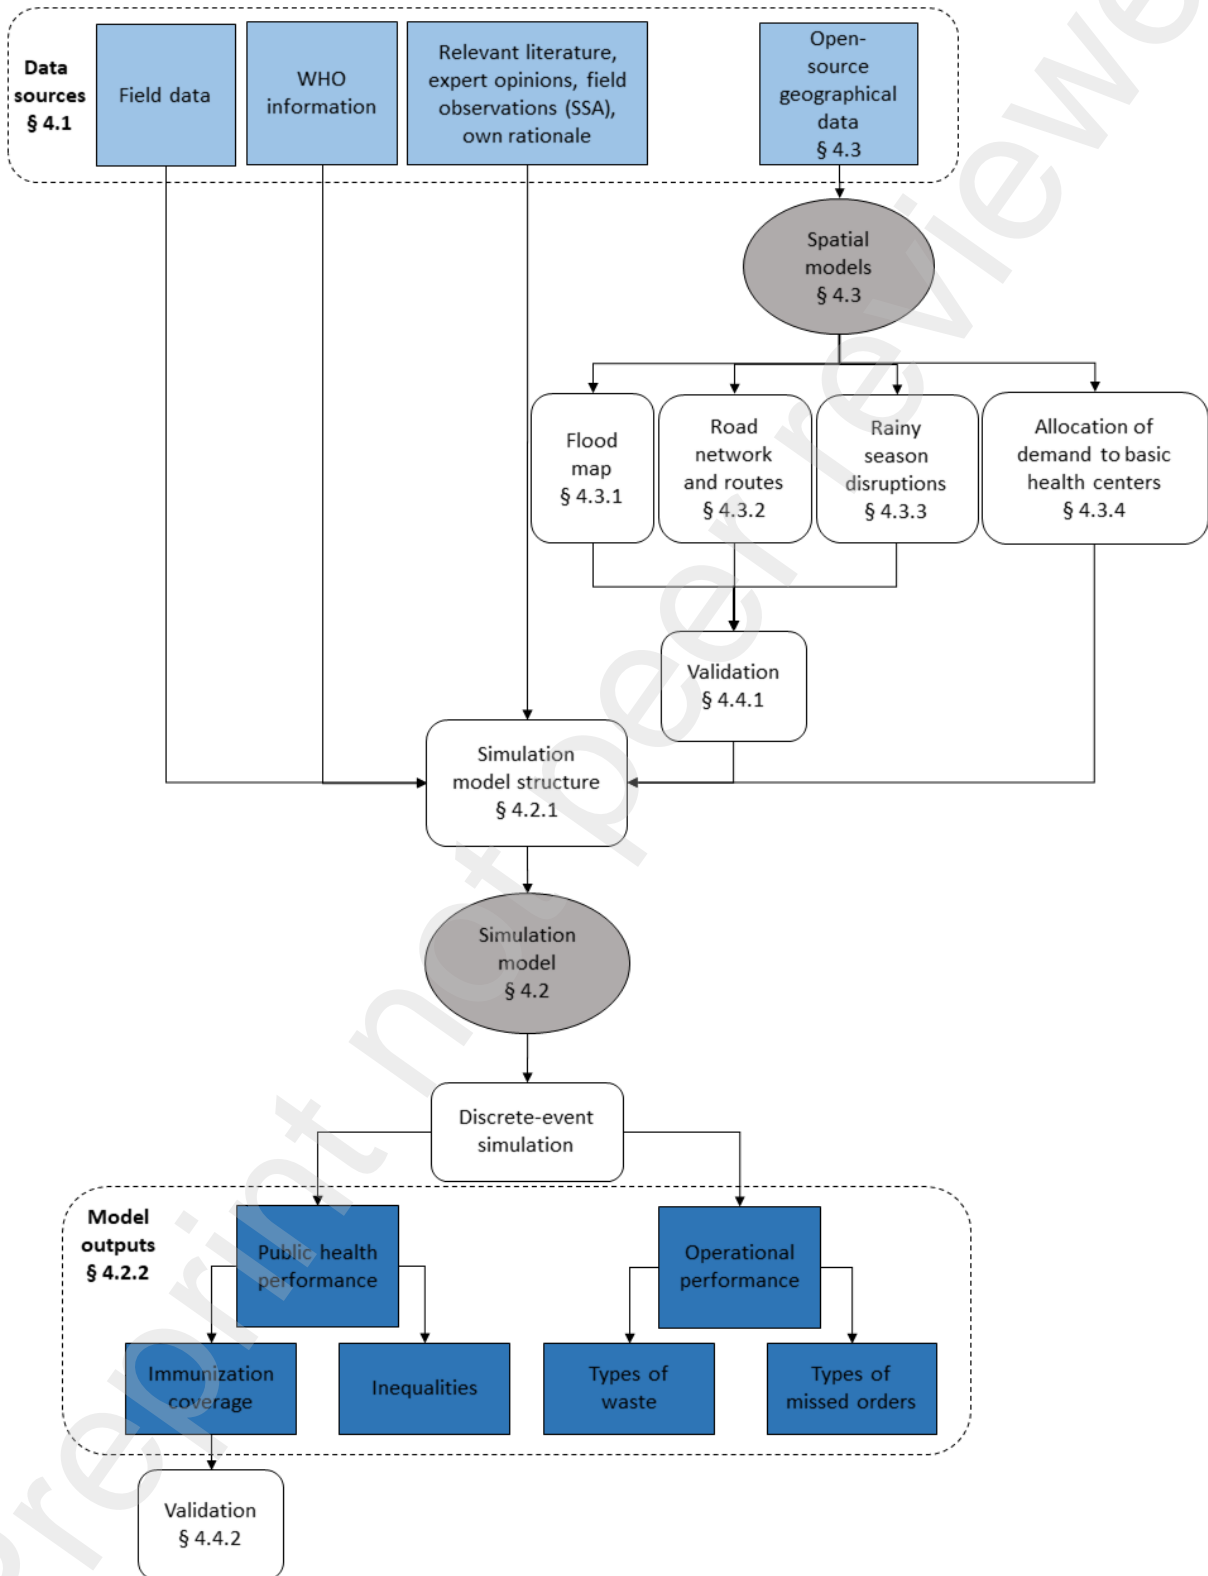 Data
sources
§ 4.1
Field data
WHO
information
Relevant literature,
expert opinions, field
observations (SSA),
own rationale
Open-
source
geographical
data
§ 4.3
Spatial
models
§ 4.3
Flood
map
§ 4.3.1
Road
network
and routes
§ 4.3.2
Rainy
season
disruptions
§ 4.3.3
Allocation of
demand to basic
health centers
§ 4.3.4
Validation
§ 4.4.1
Simulation
model structure
§ 4.2.1
Simulation
model
§ 4.2
Discrete-event
simulation
Model
outputs
§ 4.2.2
Public health
performance
Operational
performance
Immunization
coverage
Inequalities
Types of
waste
Types of
missed orders
Validation
§ 4.4.2
Preprint not peer reviewe